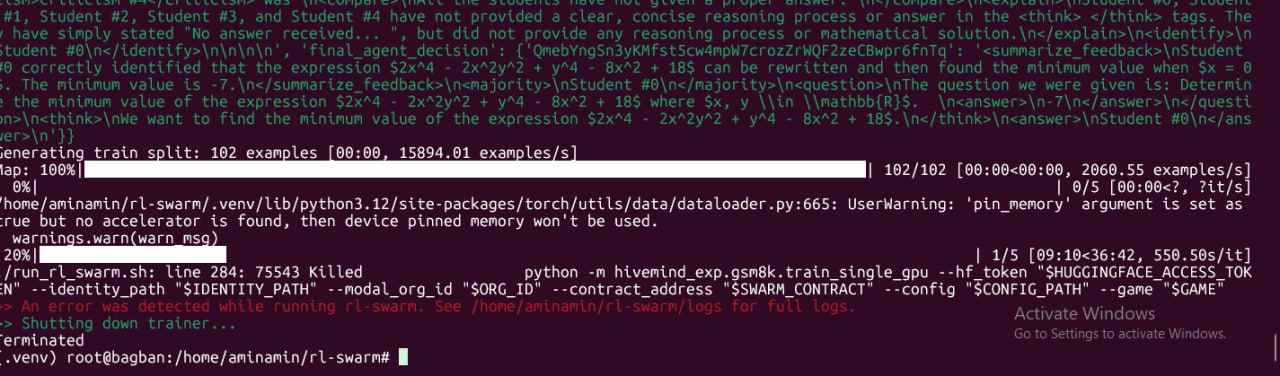 cism>criticism #4</criticism> was \n<compare>\nAll the students have not given a proper answer. \n</compare>\n<explain>\nStudent #0, Student
#1, Student #2, Student #3, and Student #4 have not provided a clear, concise reasoning process or answer in the <think> </think> tags. The
y have simply stated "No answer received... ", but did not provide any reasoning process or mathematical solution.\n</explain>\n<identify>\n
Student #0\n</identify>\n\n\n\n\n', 'final_agent_decision': {'QmebYngSn3yKMfst5cw4mpW7crozZrWQF2zeCBwpr6fnTq': '<summarize_feedback>\nStudent
#0 correctly identified that the expression $2x^4 - 2x^2y^2 + y^4 - 8x^2 + 18$ can be rewritten and then found the minimum value when $x = 0
$. The minimum value is -7.\n</summarize_feedback>\n<majority>\nStudent #0\n</majority>\n<question>\nThe question we were given is: Determin
e the minimum value of the expression $2x^4 - 2x^2y^2 + y^4 - 8x^2 + 18$ where $x, y \\in \\mathbb{R}$.  \n<answer>\n-7\n</answer>\n</questi
on>\n<think>\nWe want to find the minimum value of the expression $2x^4 - 2x^2y^2 + y^4 - 8x^2 + 18$.\n</think>\n<answer>\nStudent #0\n</ans
wer>\n'}}
Generating train split: 102 examples [00:00, 15894.01 examples/s]
Map: 100%| | 102/102 [00:00<00:00, 2060.55 examples/s]
0%| | 0/5 [00:00<?, ?it/s]
/home/aminamin/rl-swarm/.venv/lib/python3.12/site-packages/torch/utils/data/dataloader.py:665: UserWarning: 'pin_memory' argument is set as
true but no accelerator is found, then device pinned memory won't be used.
warnings.warn(warn_msg)
20%| | 1/5 [09:10<36:42, 550.50s/it]
./run_rl_swarm.sh: line 284: 75543 Killed python -m hivemind_exp.gsm8k.train_single_gpu --hf_token "$HUGGINGFACE_ACCESS_TOK
EN" --identity_path "$IDENTITY_PATH" --modal_org_id "$ORG_ID" --contract_address "$SWARM_CONTRACT" --config "$CONFIG_PATH" --game "$GAME"
>> An error was detected while running rl-swarm. See /home/aminamin/rl-swarm/logs for full logs.
>> Shutting down trainer...
Terminated
(.venv) root@bagban:/home/aminamin/rl-swarm#
Activate Windows
Go to Settings to activate Windows.